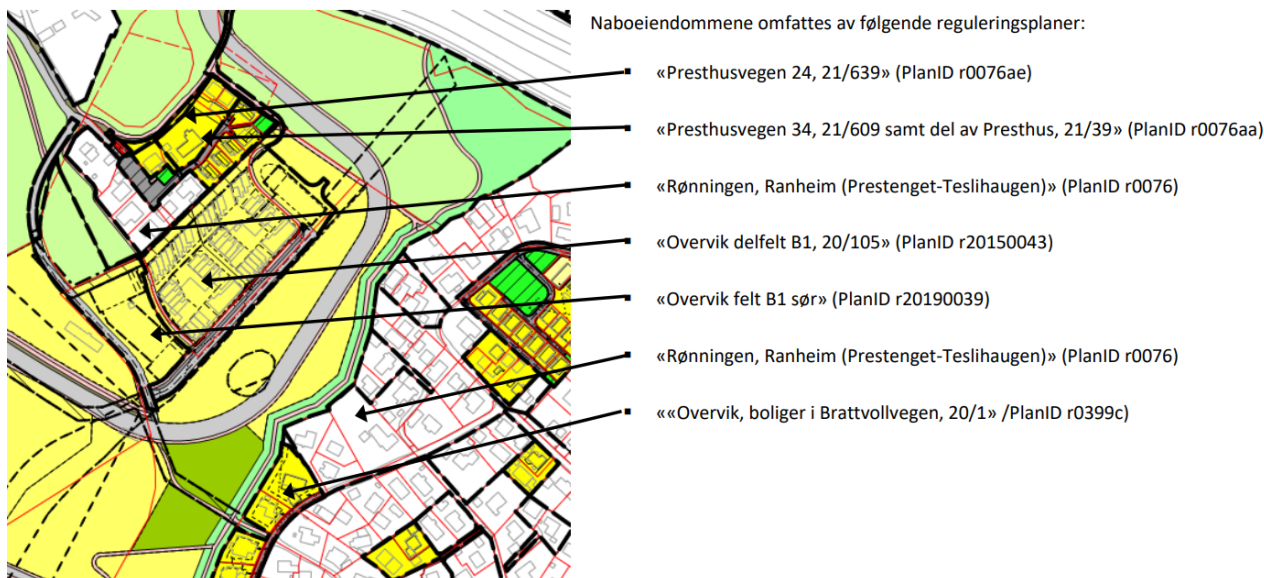 Naboeiendommene omfattes av følgende reguleringsplaner:
▪ «Presthusvegen 24, 21/639» (PlanID r0076ae)
▪ «Presthusvegen 34, 21/609 samt del av Presthus, 21/39» (PlanID r0076aa)
▪ «Rønningen, Ranheim (Prestenget-Teslihaugen)» (PlanID r0076)
▪ «Overvik delfelt B1, 20/105» (PlanID r20150043)
▪ «Overvik felt B1 sør» (PlanID r20190039)
▪ «Rønningen, Ranheim (Prestenget-Teslihaugen)» (PlanID r0076)
▪ ««Overvik, boliger i Brattvollvegen, 20/1» /PlanID r0399c)